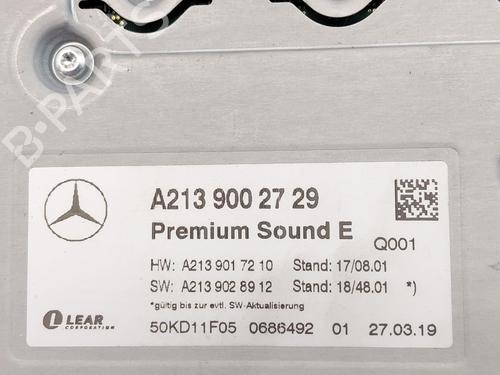 B-PARTS
A213 900 27 29
Premium Sound E
Q001
HW: A213 901 72 10 Stand: 17/08.01
SW: A213 902 89 12 Stand: 18/48.01 *)
*gültig bis zur evtl. SW-Aktualisierung
LEAR
CORPORATION
50KD11F05 0686492 01 27.03.19